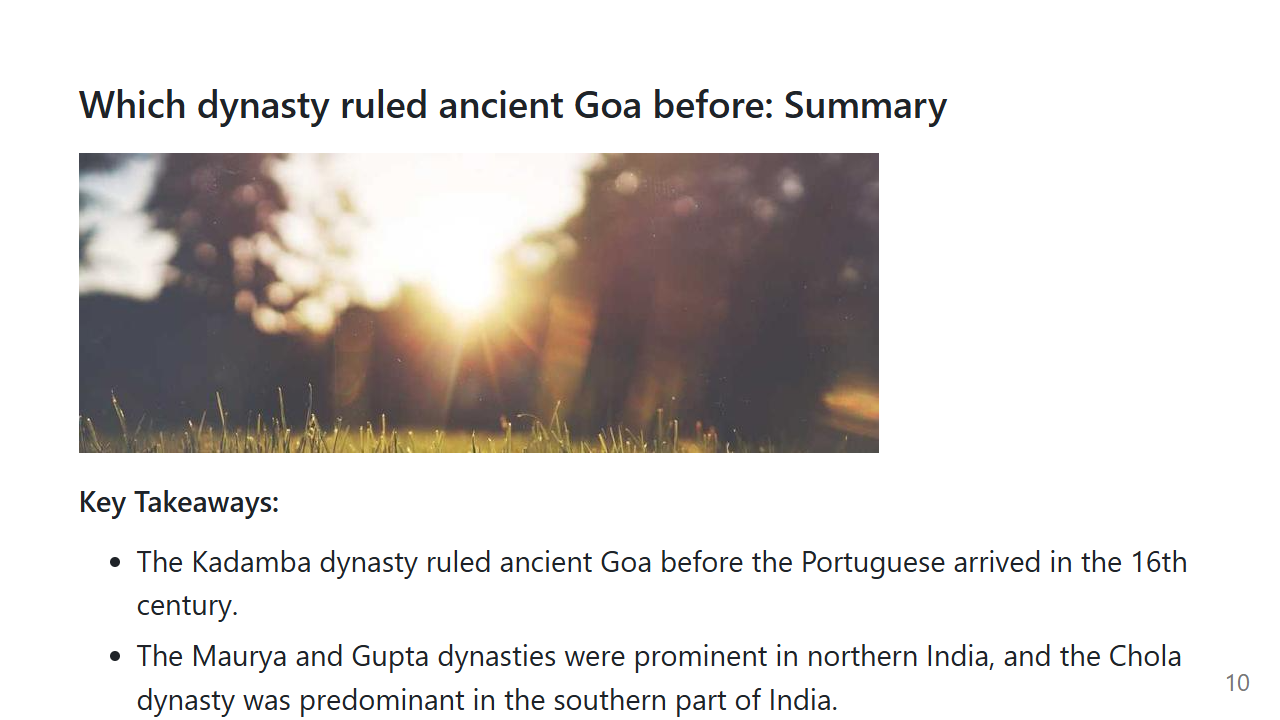 Which dynasty ruled ancient Goa before: Summary
Key Takeaways:
• The Kadamba dynasty ruled ancient Goa before the Portuguese arrived in the 16th
century.
• The Maurya and Gupta dynasties were prominent in northern India, and the Chola
dynasty was predominant in the southern part of India.
10